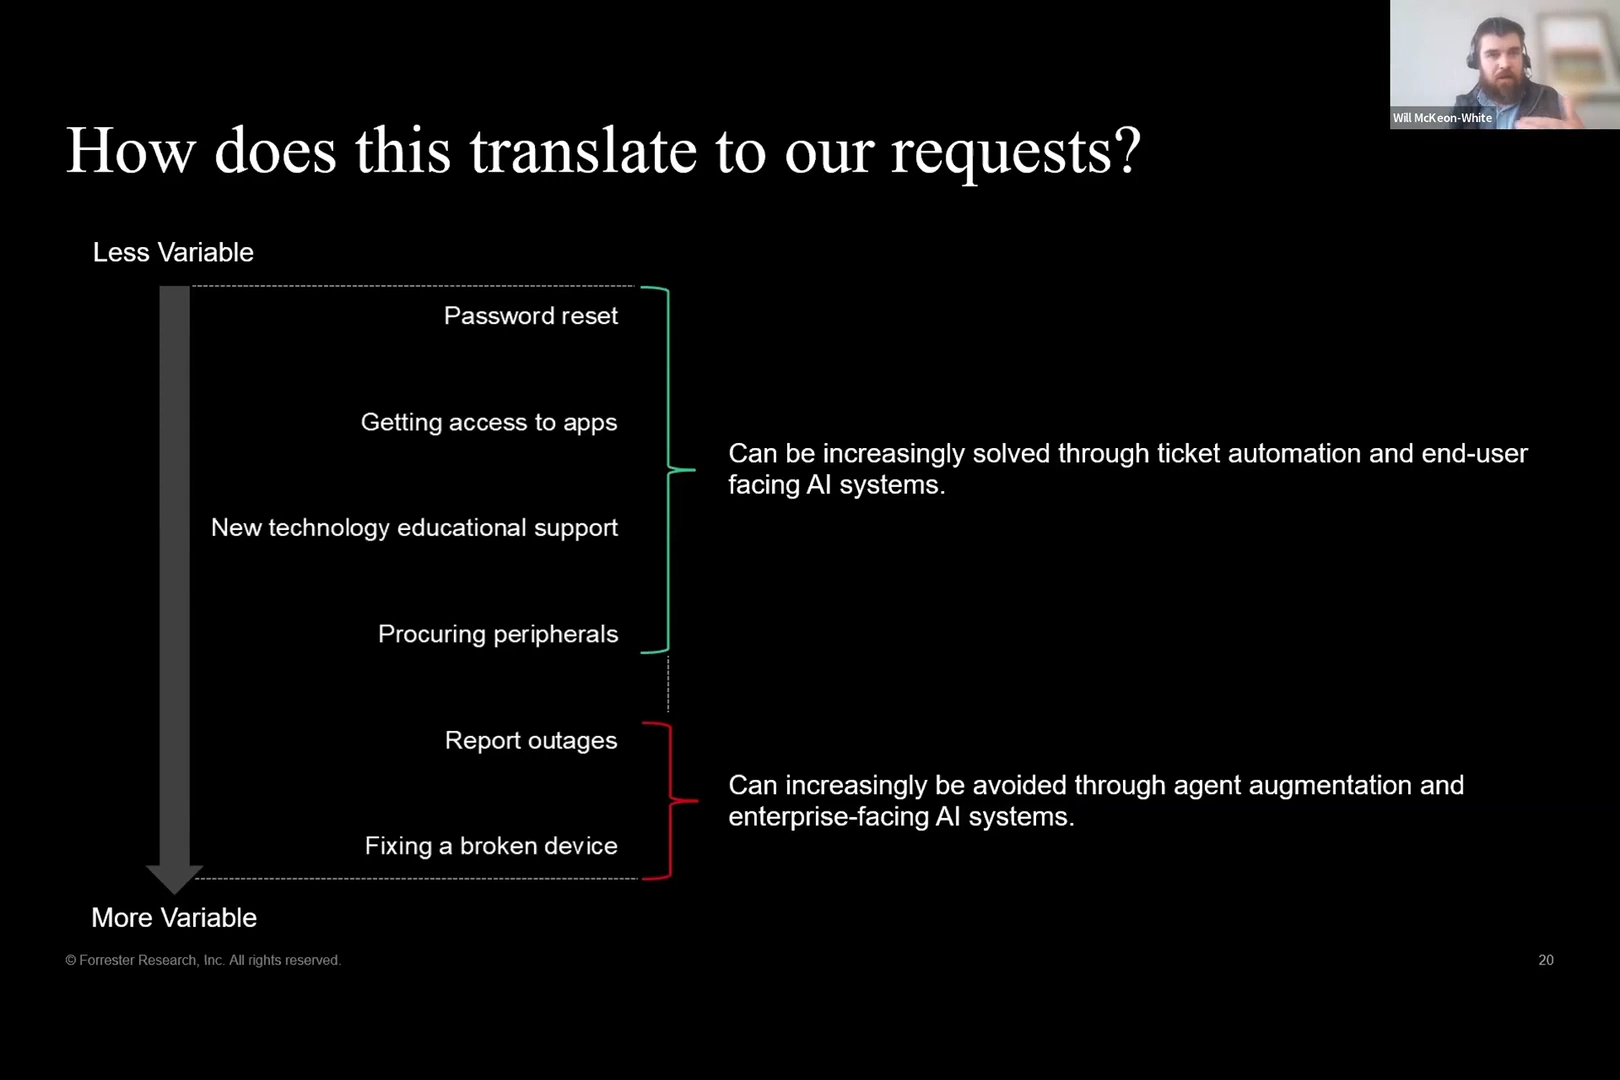 Will McKeon-White
How does this translate to our requests?
Less Variable
Password reset
Getting access to apps
New technology educational support
Procuring peripherals
Can be increasingly solved through ticket automation and end-user
facing AI systems.
Report outages
Fixing a broken device
Can increasingly be avoided through agent augmentation and
enterprise-facing AI systems.
More Variable
© Forrester Research, Inc. All rights reserved.
20